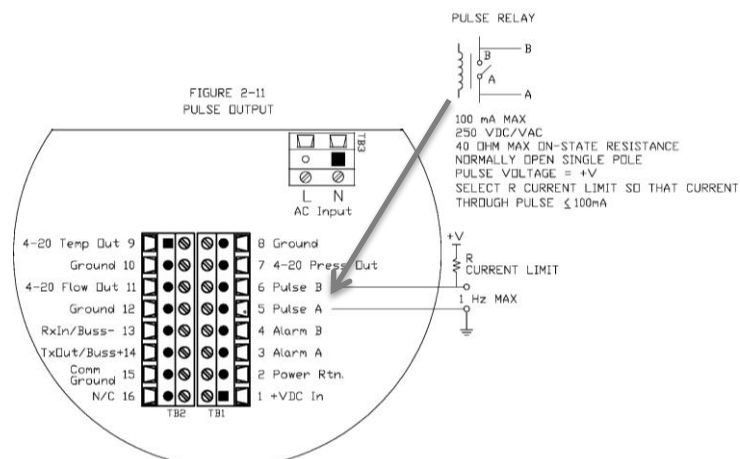 PULSE RELAY
B
B
A
A
100 mA MAX
250 VDC/VAC
40 OHM MAX ON-STATE RESISTANCE
NORMALLY OPEN SINGLE POLE
PULSE VOLTAGE = +V
SELECT R CURRENT LIMIT SO THAT CURRENT
THROUGH PULSE ≤100mA
FIGURE 2-11
PULSE OUTPUT
TB3
L N
AC Input
4-20 Temp Out 9
Ground 10
4-20 Flow Out 11
Ground 12
RxIn/Buss- 13
TxOut/Buss+14
Comm
Ground 15
N/C 16
TB2 TB1
8 Ground
7 4-20 Press Out
6 Pulse B
5 Pulse A
4 Alarm B
3 Alarm A
2 Power Rtn.
1 +VDC In
+V
R
CURRENT LIMIT
1 Hz MAX